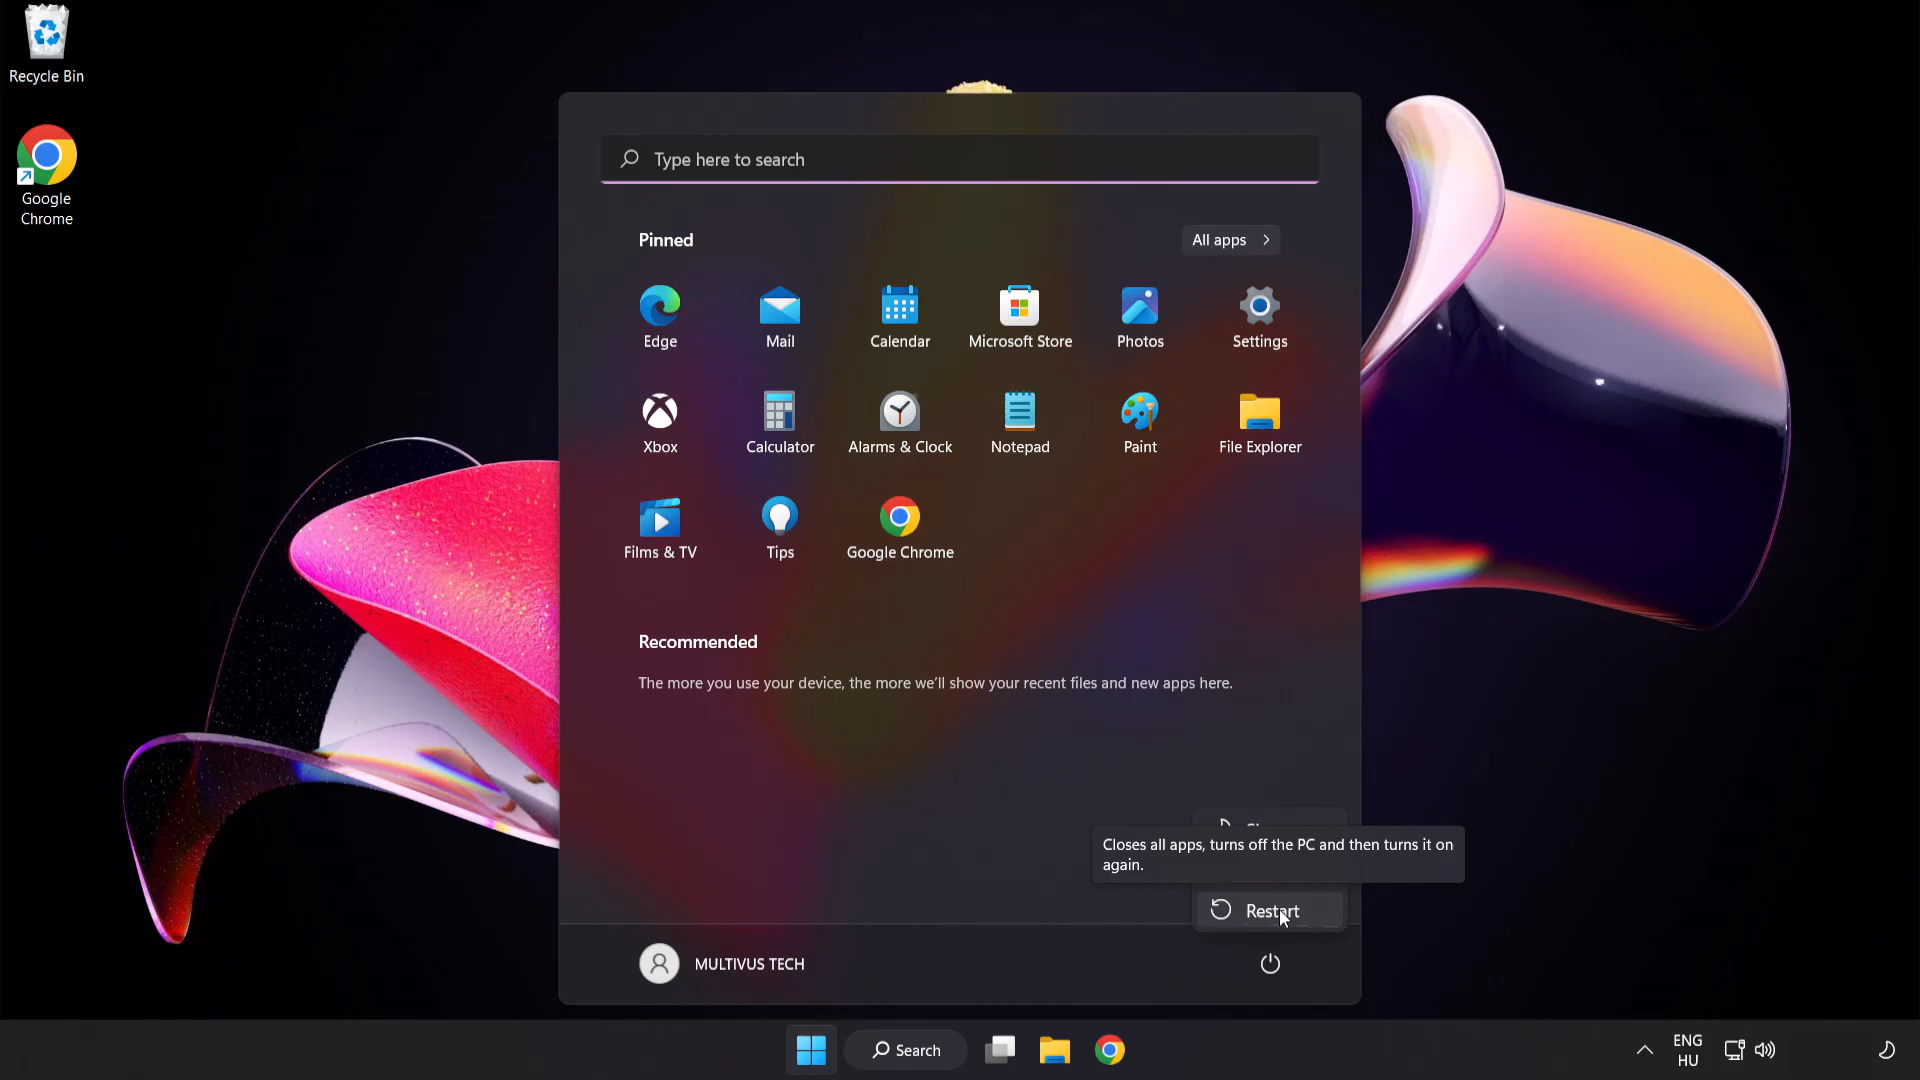 Recycle Bin
Google
Chrome
Type here to search
Pinned
All apps
Edge
Mail
Calendar
Microsoft Store
Photos
Settings
Xbox
Calculator
Alarms & Clock
Notepad
Paint
File Explorer
Films & TV
Tips
Google Chrome
Recommended
The more you use your device, the more we'll show your recent files and new apps here.
Closes all apps, turns off the PC and then turns it on
again.
Restart
MULTIVUS TECH
Search
ENG
HU